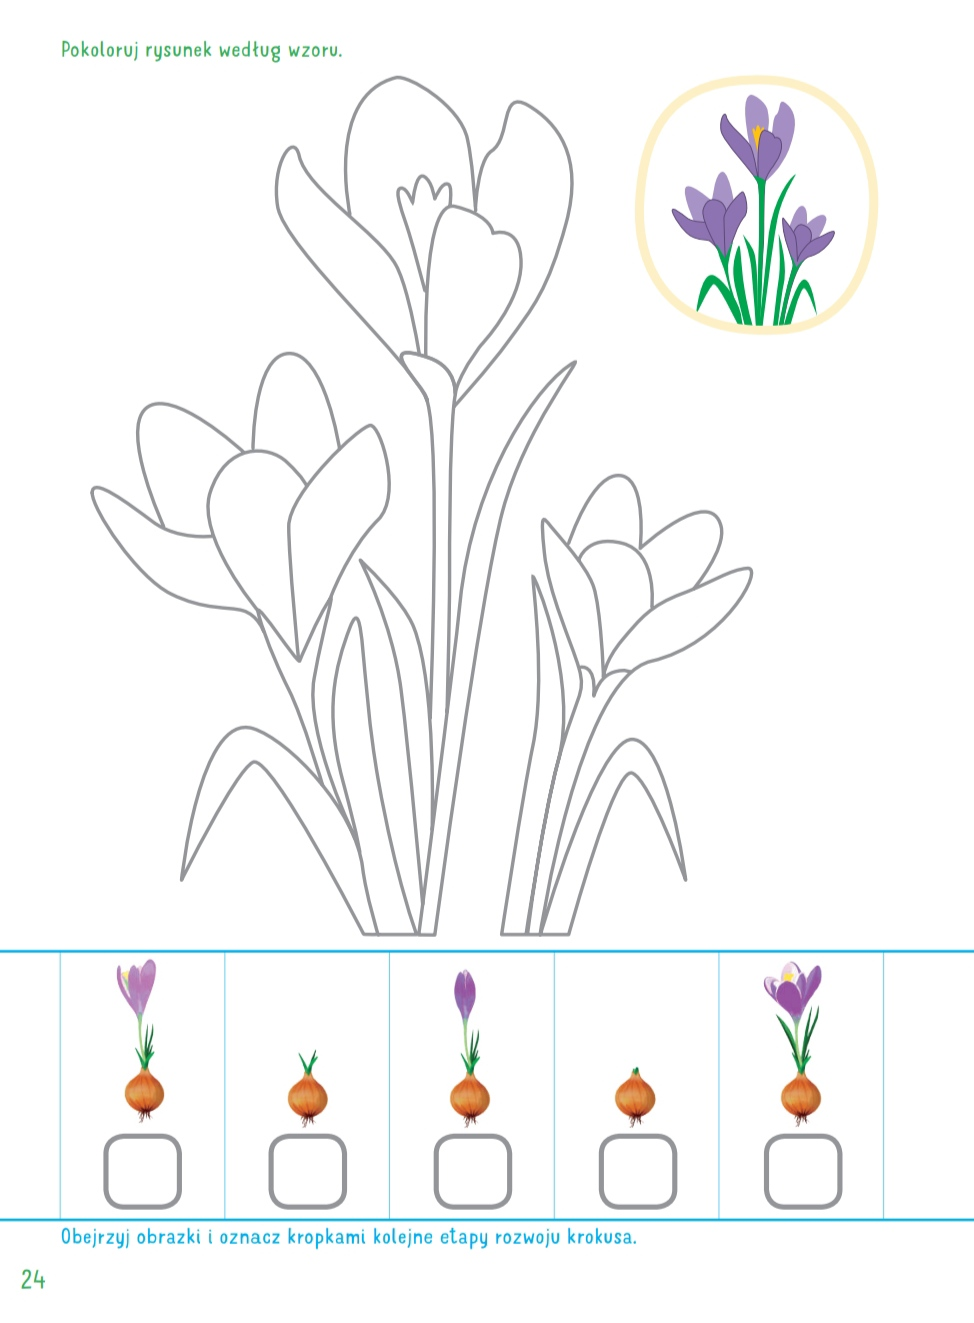 Pokoloruj rysunek według wzoru.
Obejrzyj obrazki i oznacz kropkami kolejne etapy rozwoju krokusa.
24